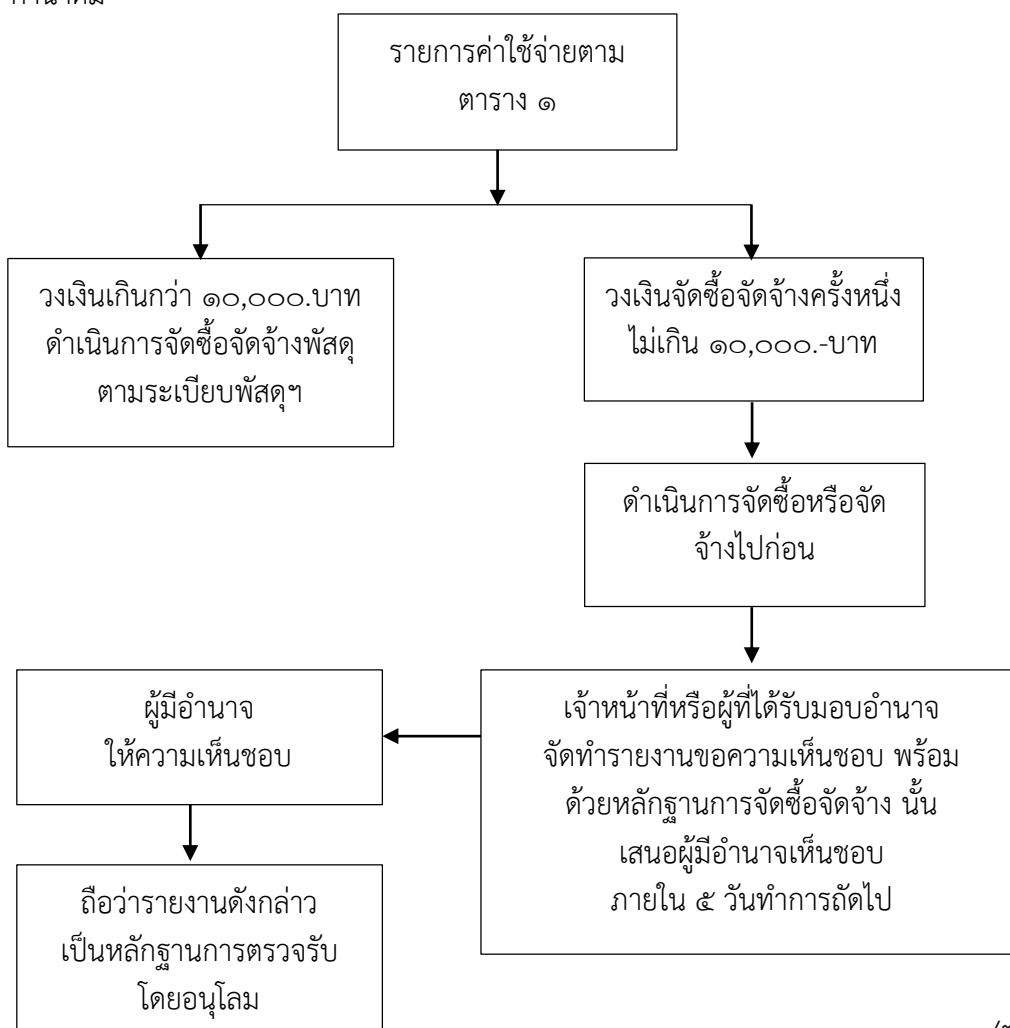 รายการค่าใช้จ่ายตาม
ตาราง ๑
วงเงินเกินกว่า ๑๐,๐๐๐.บาท
ดำเนินการจัดซื้อจัดจ้างพัสดุ
ตามระเบียบพัสดุฯ
วงเงินจัดซื้อจัดจ้างครั้งหนึ่ง
ไม่เกิน ๑๐,๐๐๐.-บาท
ดำเนินการจัดซื้อหรือจัด
จ้างไปก่อน
เจ้าหน้าที่หรือผู้ที่ได้รับมอบอำนาจ
จัดทำรายงานขอความเห็นชอบ พร้อม
ด้วยหลักฐานการจัดซื้อจัดจ้าง นั้น
เสนอผู้มีอำนาจเห็นชอบ
ภายใน ๕ วันทำการถัดไป
ผู้มีอำนาจ
ให้ความเห็นชอบ
ถือว่ารายงานดังกล่าว
เป็นหลักฐานการตรวจรับ
โดยอนุโลม